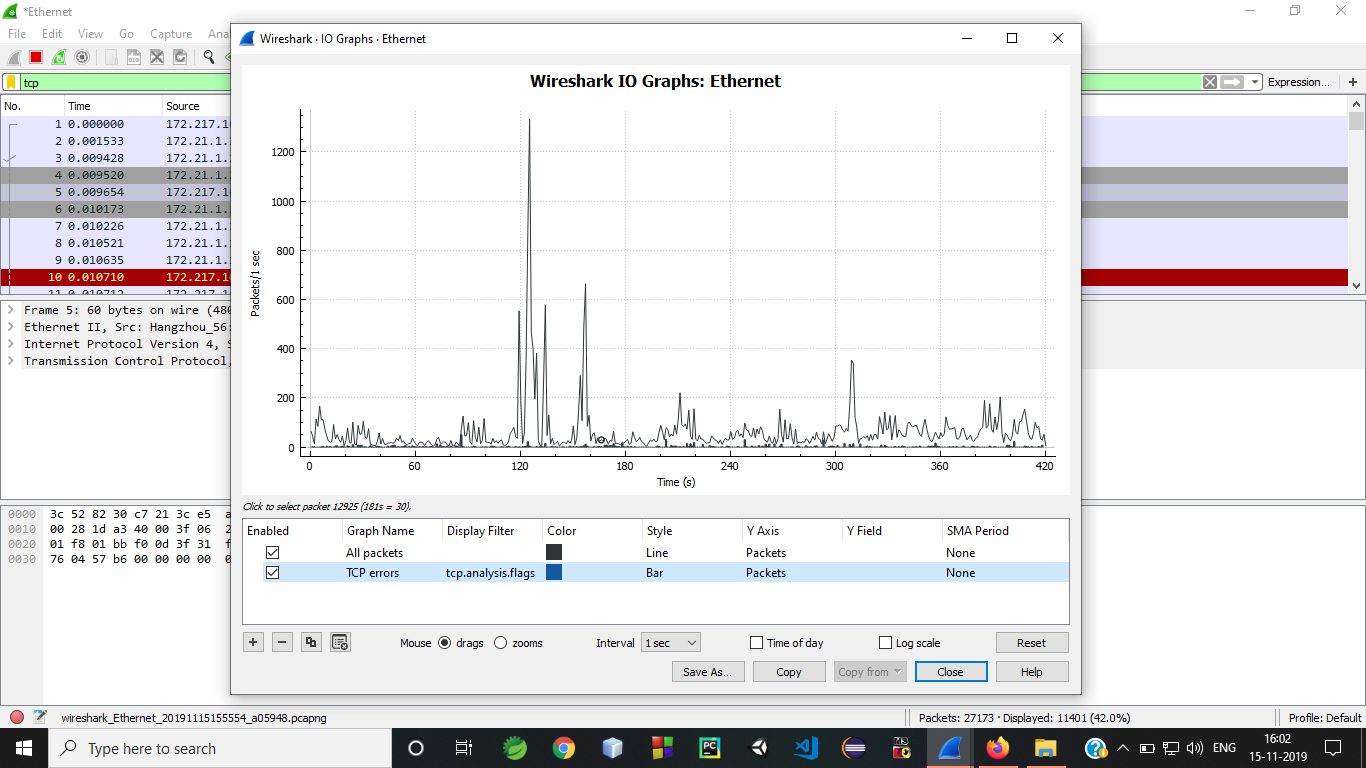 *Ethernet
File Edit View Go Capture Ana
tcp
Expression... +
No. Time Source
1 0.000000 172.217.1
2 0.001533 172.21.1.
3 0.009428 172.21.1.
4 0.009520 172.21.1.
5 0.009654 172.217.1
6 0.010173 172.21.1.
7 0.010226 172.21.1.
8 0.010521 172.21.1.
9 0.010635 172.21.1.
10 0.010710 172.217.1
11 0.010712 172.217.1
Frame 5: 60 bytes on wire (480
Ethernet II, Src: Hangzhou_56:
Internet Protocol Version 4, S
Transmission Control Protocol,
0000 3c 52 82 30 c7 21 3c e5 a
0010 00 28 1d a3 40 00 3f 06 2
0020 01 f8 01 bb f0 0d 3f 31 f
0030 76 04 57 b6 00 00 00 00 0
Wireshark · IO Graphs · Ethernet
Wireshark IO Graphs: Ethernet
Packets/1 sec
1200
1000
800
600
400
200
0
0 60 120 180 240 300 360 420
Time (s)
Click to select packet 12925 (181s = 30).
Enabled Graph Name Display Filter Color Style Y Axis Y Field SMA Period
All packets Line Packets None
TCP errors tcp.analysis.flags Bar Packets None
Mouse drags zooms Interval 1 sec Time of day Log scale Reset
Save As... Copy Copy from Close Help
wireshark_Ethernet_20191115155554_a05948.pcapng
Packets: 27173 · Displayed: 11401 (42.0%)
Profile: Default
Type here to search
PC
ENG
16:02
15-11-2019